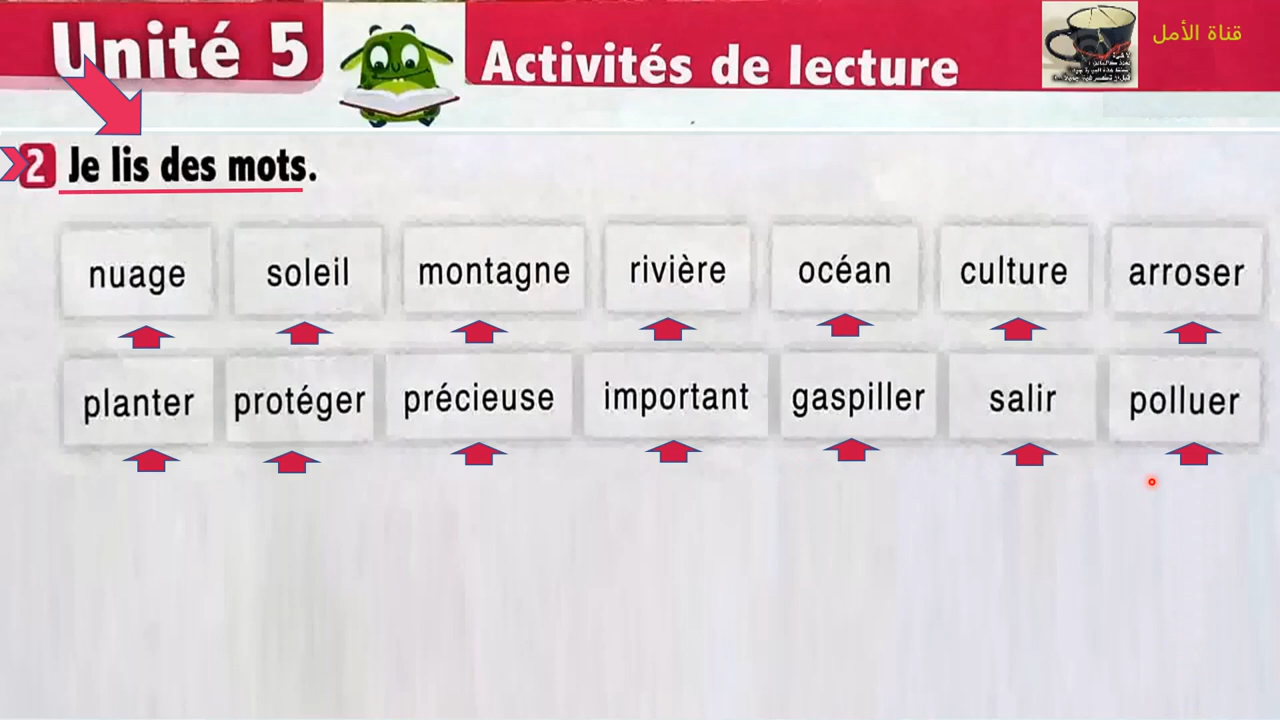 Unité 5
Activités de lecture
قناة الأمل
2 Je lis des mots.
nuage soleil montagne rivière océan culture arroser
planter protéger précieuse important gaspiller salir polluer